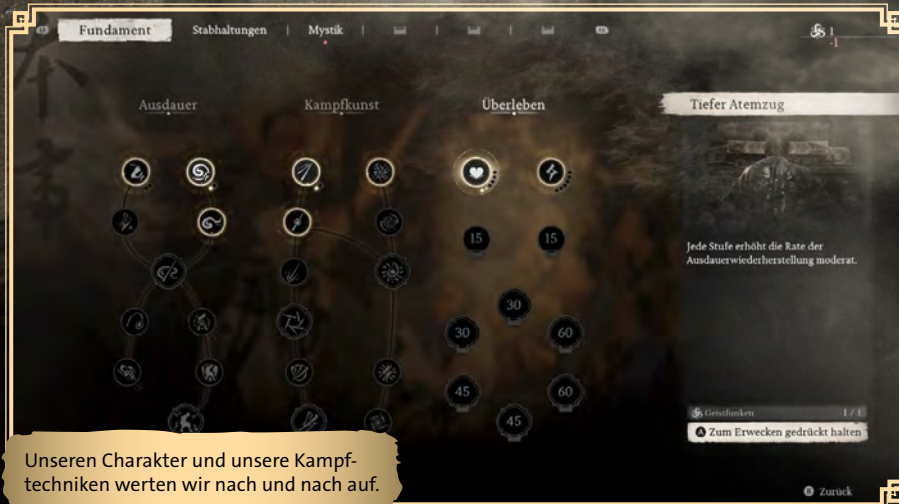 Fundament
Stabhaltungen
Mystik
1
-1
Ausdauer
Kampfkunst
Überleben
Tiefer Atemzug
15
15
30
30
60
45
60
45
Jede Stufe erhöht die Rate der
Ausdauerwiederherstellung moderat.
Geistfunken 1 / 1
A Zum Erwecken gedrückt halten
B Zurück
Unseren Charakter und unsere Kampf-
techniken werten wir nach und nach auf.